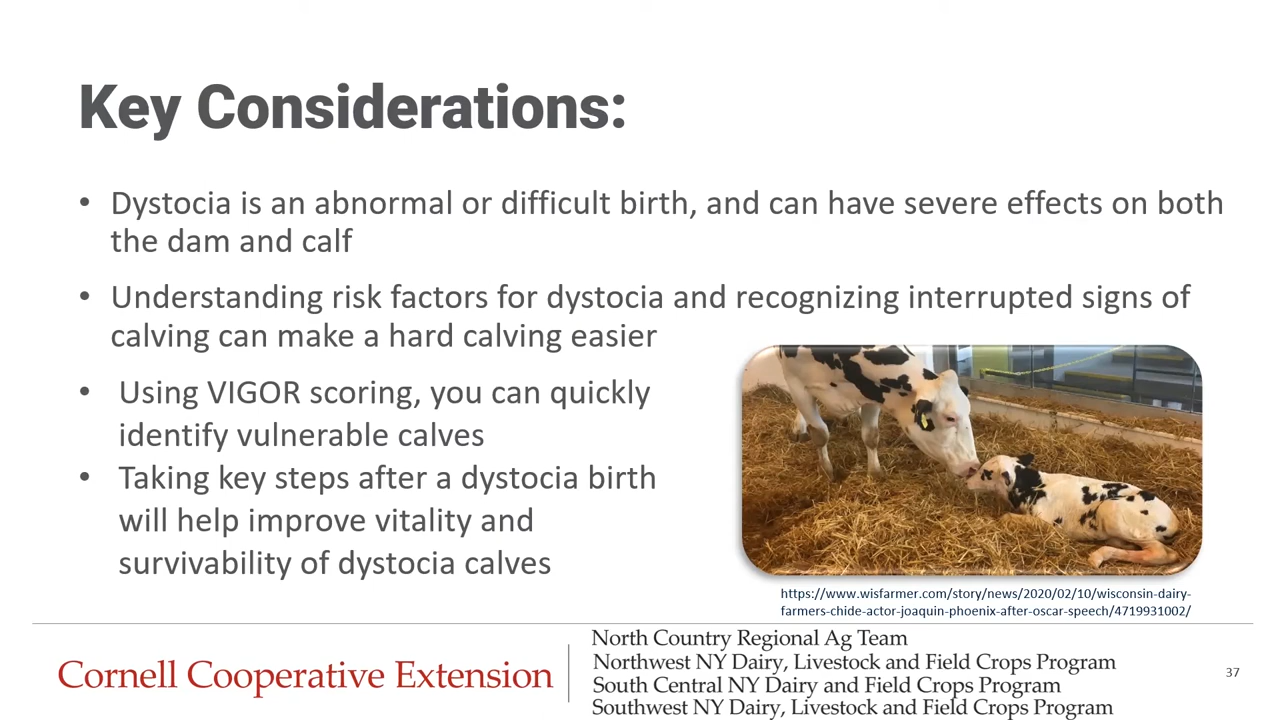 Key Considerations:
• Dystocia is an abnormal or difficult birth, and can have severe effects on both
the dam and calf
• Understanding risk factors for dystocia and recognizing interrupted signs of
calving can make a hard calving easier
• Using VIGOR scoring, you can quickly
identify vulnerable calves
• Taking key steps after a dystocia birth
will help improve vitality and
survivability of dystocia calves
https://www.wisfarmer.com/story/news/2020/02/10/wisconsin-dairy-
farmers-chide-actor-joaquin-phoenix-after-oscar-speech/4719931002/
Cornell Cooperative Extension
North Country Regional Ag Team
Northwest NY Dairy, Livestock and Field Crops Program
South Central NY Dairy and Field Crops Program
Southwest NY Dairy, Livestock and Field Crops Program
37